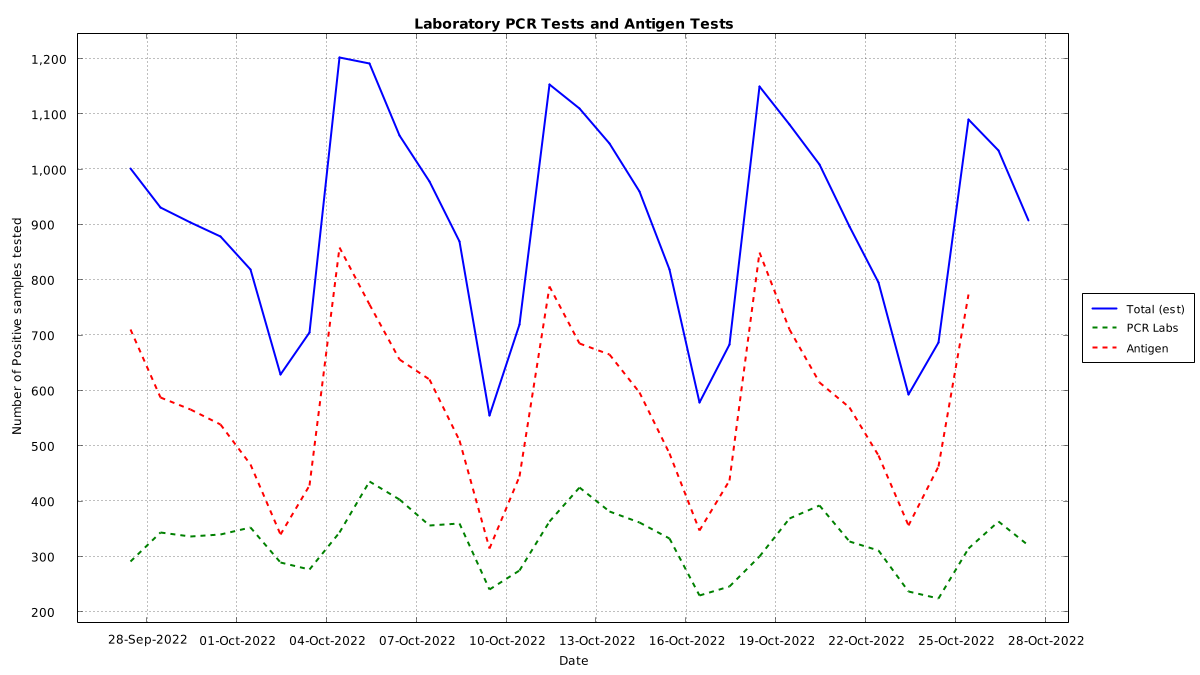 Laboratory PCR Tests and Antigen Tests
Number of Positive samples tested
1,200
1,100
1,000
900
800
700
600
500
400
300
200
28-Sep-2022 01-Oct-2022 04-Oct-2022 07-Oct-2022 10-Oct-2022 13-Oct-2022 16-Oct-2022 19-Oct-2022 22-Oct-2022 25-Oct-2022 28-Oct-2022
Date
Total (est)
PCR Labs
Antigen